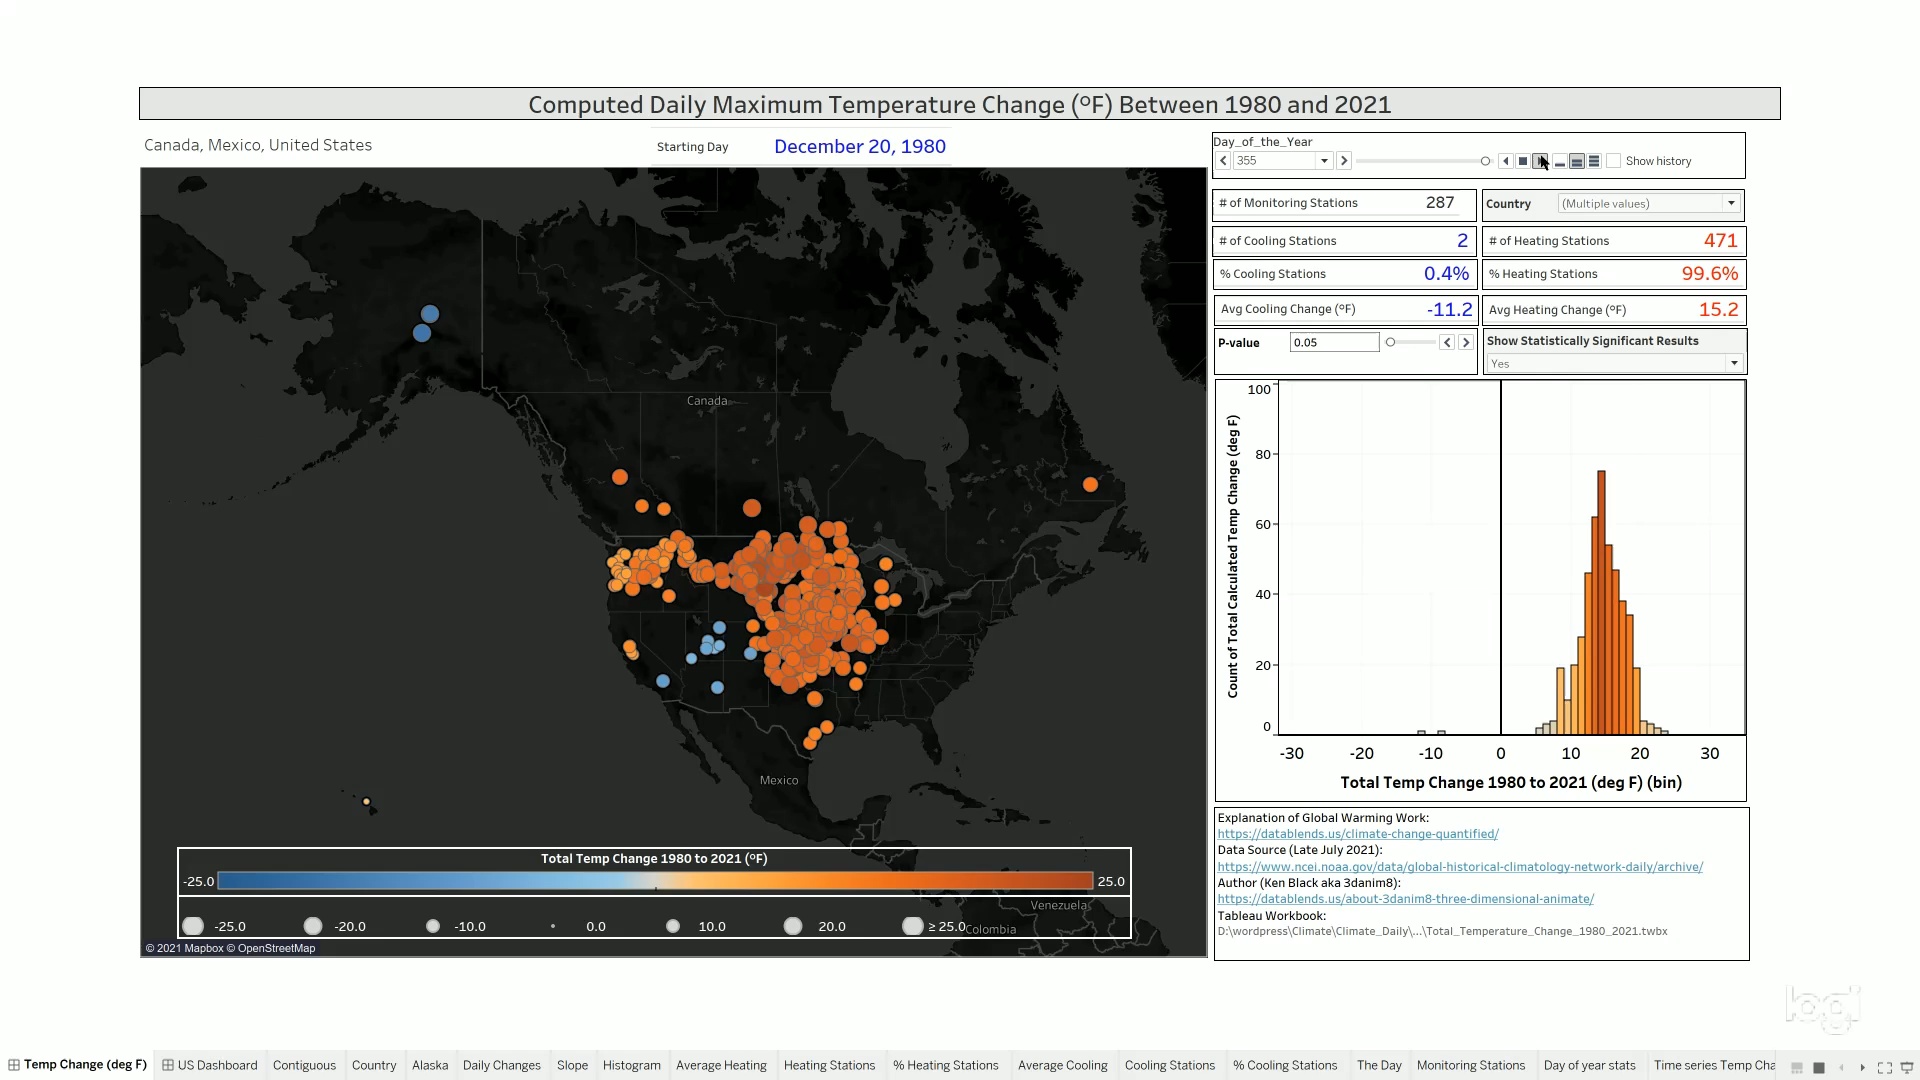 Computed Daily Maximum Temperature Change (ºF) Between 1980 and 2021
Canada, Mexico, United States
Starting Day December 20, 1980
Day_of_the_Year
355
Show history
# of Monitoring Stations 287
Country (Multiple values)
# of Cooling Stations 2
# of Heating Stations 471
% Cooling Stations 0.4%
% Heating Stations 99.6%
Avg Cooling Change (ºF) -11.2
Avg Heating Change (ºF) 15.2
P-value 0.05
Show Statistically Significant Results
Yes
Canada
Mexico
Venezuela
Colombia
Total Temp Change 1980 to 2021 (ºF)
-25.0 25.0
-25.0 -20.0 -10.0 0.0 10.0 20.0 ≥ 25.0
© 2021 Mapbox © OpenStreetMap
Count of Total Calculated Temp Change (deg F)
100
80
60
40
20
0
-30 -20 -10 0 10 20 30
Total Temp Change 1980 to 2021 (deg F) (bin)
Explanation of Global Warming Work:
https://datablends.us/climate-change-quantified/
Data Source (Late July 2021):
https://www.ncei.noaa.gov/data/global-historical-climatology-network-daily/archive/
Author (Ken Black aka 3danim8):
https://datablends.us/about-3danim8-three-dimensional-animate/
Tableau Workbook:
D:\wordpress\Climate\Climate_Daily\...\Total_Temperature_Change_1980_2021.twbx
logi
Temp Change (deg F) US Dashboard Contiguous Country Alaska Daily Changes Slope Histogram Average Heating Heating Stations % Heating Stations Average Cooling Cooling Stations % Cooling Stations The Day Monitoring Stations Day of year stats Time series Temp Cha